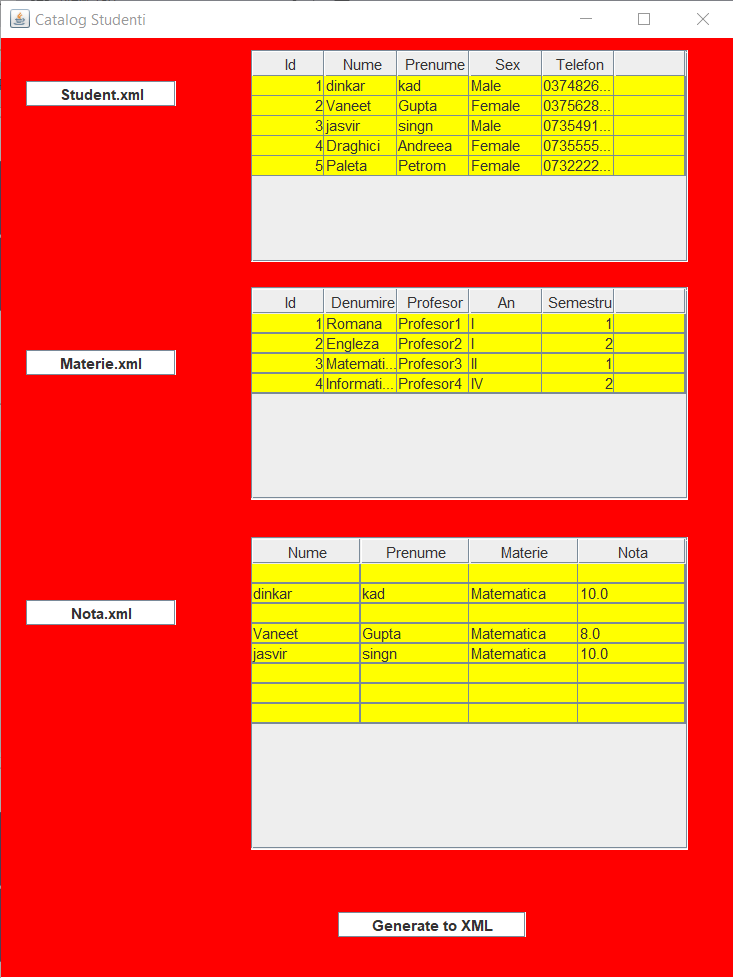 Catalog Studenti
Student.xml
Id Nume Prenume Sex Telefon
1 dinkar kad Male 0374826...
2 Vaneet Gupta Female 0375628...
3 jasvir singn Male 0735491...
4 Draghici Andreea Female 0735555...
5 Paleta Petrom Female 0732222...
Materie.xml
Id Denumire Profesor An Semestru
1 Romana Profesor1 I 1
2 Engleza Profesor2 I 2
3 Matemati... Profesor3 II 1
4 Informati... Profesor4 IV 2
Nota.xml
Nume Prenume Materie Nota
dinkar kad Matematica 10.0
Vaneet Gupta Matematica 8.0
jasvir singn Matematica 10.0
Generate to XML